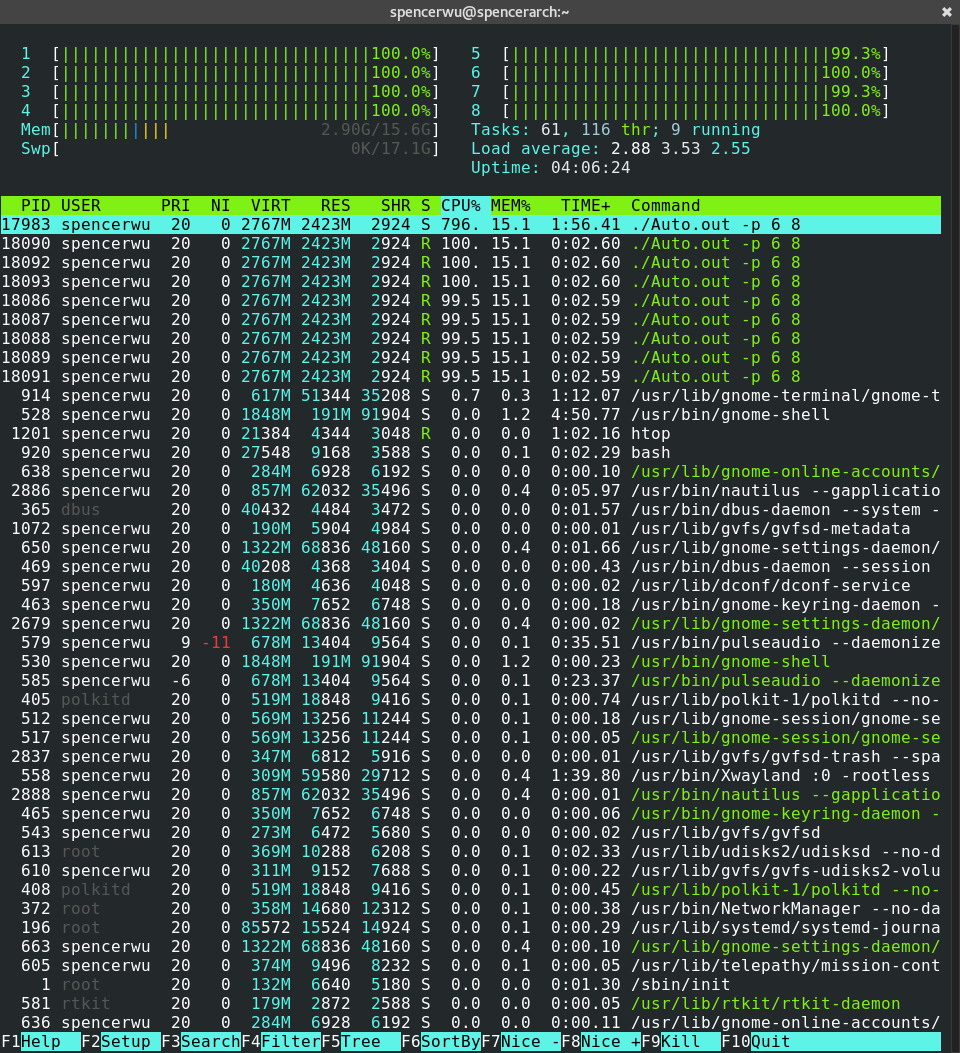 spencerwu@spencerarch:~ ✖
1 [|||||||||||||||||||||||||||||||100.0%] 5 [||||||||||||||||||||||||||||||||99.3%]
2 [|||||||||||||||||||||||||||||||100.0%] 6 [|||||||||||||||||||||||||||||||100.0%]
3 [|||||||||||||||||||||||||||||||100.0%] 7 [||||||||||||||||||||||||||||||||99.3%]
4 [|||||||||||||||||||||||||||||||100.0%] 8 [|||||||||||||||||||||||||||||||100.0%]
Mem[||||||||||| 2.90G/15.6G] Tasks: 61, 116 thr; 9 running
Swp[ 0K/17.1G] Load average: 2.88 3.53 2.55
Uptime: 04:06:24
PID USER PRI NI VIRT RES SHR S CPU% MEM% TIME+ Command
17983 spencerwu 20 0 2767M 2423M 2924 S 796. 15.1 1:56.41 ./Auto.out -p 6 8
18090 spencerwu 20 0 2767M 2423M 2924 R 100. 15.1 0:02.60 ./Auto.out -p 6 8
18092 spencerwu 20 0 2767M 2423M 2924 R 100. 15.1 0:02.60 ./Auto.out -p 6 8
18093 spencerwu 20 0 2767M 2423M 2924 R 100. 15.1 0:02.60 ./Auto.out -p 6 8
18086 spencerwu 20 0 2767M 2423M 2924 R 99.5 15.1 0:02.59 ./Auto.out -p 6 8
18087 spencerwu 20 0 2767M 2423M 2924 R 99.5 15.1 0:02.59 ./Auto.out -p 6 8
18088 spencerwu 20 0 2767M 2423M 2924 R 99.5 15.1 0:02.59 ./Auto.out -p 6 8
18089 spencerwu 20 0 2767M 2423M 2924 R 99.5 15.1 0:02.59 ./Auto.out -p 6 8
18091 spencerwu 20 0 2767M 2423M 2924 R 99.5 15.1 0:02.59 ./Auto.out -p 6 8
914 spencerwu 20 0 617M 51344 35208 S 0.7 0.3 1:12.07 /usr/lib/gnome-terminal/gnome-t
528 spencerwu 20 0 1848M 191M 91904 S 0.0 1.2 4:50.77 /usr/bin/gnome-shell
1201 spencerwu 20 0 21384 4344 3048 R 0.0 0.0 1:02.16 htop
920 spencerwu 20 0 27548 9168 3588 S 0.0 0.1 0:02.29 bash
638 spencerwu 20 0 284M 6928 6192 S 0.0 0.0 0:00.10 /usr/lib/gnome-online-accounts/
2886 spencerwu 20 0 857M 62032 35496 S 0.0 0.4 0:05.97 /usr/bin/nautilus --gapplicatio
365 dbus 20 0 40432 4484 3472 S 0.0 0.0 0:01.57 /usr/bin/dbus-daemon --system -
1072 spencerwu 20 0 190M 5904 4984 S 0.0 0.0 0:00.01 /usr/lib/gvfs/gvfsd-metadata
650 spencerwu 20 0 1322M 68836 48160 S 0.0 0.4 0:01.66 /usr/lib/gnome-settings-daemon/
469 spencerwu 20 0 40208 4368 3404 S 0.0 0.0 0:00.43 /usr/bin/dbus-daemon --session
597 spencerwu 20 0 180M 4636 4048 S 0.0 0.0 0:00.02 /usr/lib/dconf/dconf-service
463 spencerwu 20 0 350M 7652 6748 S 0.0 0.0 0:00.18 /usr/bin/gnome-keyring-daemon -
2679 spencerwu 20 0 1322M 68836 48160 S 0.0 0.4 0:00.02 /usr/lib/gnome-settings-daemon/
579 spencerwu 9 -11 678M 13404 9564 S 0.0 0.1 0:35.51 /usr/bin/pulseaudio --daemonize
530 spencerwu 20 0 1848M 191M 91904 S 0.0 1.2 0:00.23 /usr/bin/gnome-shell
585 spencerwu -6 0 678M 13404 9564 S 0.0 0.1 0:23.37 /usr/bin/pulseaudio --daemonize
405 polkitd 20 0 519M 18848 9416 S 0.0 0.1 0:00.74 /usr/lib/polkit-1/polkitd --no-
512 spencerwu 20 0 569M 13256 11244 S 0.0 0.1 0:00.18 /usr/lib/gnome-session/gnome-se
517 spencerwu 20 0 569M 13256 11244 S 0.0 0.1 0:00.05 /usr/lib/gnome-session/gnome-se
2837 spencerwu 20 0 347M 6812 5916 S 0.0 0.0 0:00.01 /usr/lib/gvfs/gvfsd-trash --spa
558 spencerwu 20 0 309M 59580 29712 S 0.0 0.4 1:39.80 /usr/bin/Xwayland :0 -rootless
2888 spencerwu 20 0 857M 62032 35496 S 0.0 0.4 0:00.01 /usr/bin/nautilus --gapplicatio
465 spencerwu 20 0 350M 7652 6748 S 0.0 0.0 0:00.06 /usr/bin/gnome-keyring-daemon -
543 spencerwu 20 0 273M 6472 5680 S 0.0 0.0 0:00.02 /usr/lib/gvfs/gvfsd
613 root 20 0 369M 10288 6208 S 0.0 0.1 0:02.33 /usr/lib/udisks2/udisksd --no-d
610 spencerwu 20 0 311M 9152 7688 S 0.0 0.1 0:00.22 /usr/lib/gvfs/gvfs-udisks2-volu
408 polkitd 20 0 519M 18848 9416 S 0.0 0.1 0:00.45 /usr/lib/polkit-1/polkitd --no-
372 root 20 0 358M 14680 12312 S 0.0 0.1 0:00.38 /usr/bin/NetworkManager --no-da
196 root 20 0 85572 15524 14924 S 0.0 0.1 0:00.29 /usr/lib/systemd/systemd-journa
663 spencerwu 20 0 1322M 68836 48160 S 0.0 0.4 0:00.10 /usr/lib/gnome-settings-daemon/
605 spencerwu 20 0 374M 9496 8232 S 0.0 0.1 0:00.05 /usr/lib/telepathy/mission-cont
1 root 20 0 132M 6640 5180 S 0.0 0.0 0:01.30 /sbin/init
581 rtkit 20 0 179M 2872 2588 S 0.0 0.0 0:00.05 /usr/lib/rtkit/rtkit-daemon
636 spencerwu 20 0 284M 6928 6192 S 0.0 0.0 0:00.11 /usr/lib/gnome-online-accounts/
F1Help F2Setup F3SearchF4FilterF5Tree F6SortByF7Nice -F8Nice +F9Kill F10Quit